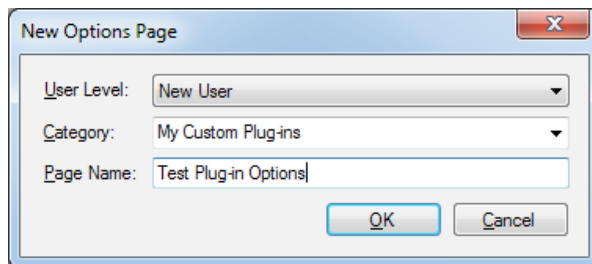 New Options Page
User Level: New User
Category: My Custom Plug-ins
Page Name: Test Plug-in Options
OK Cancel